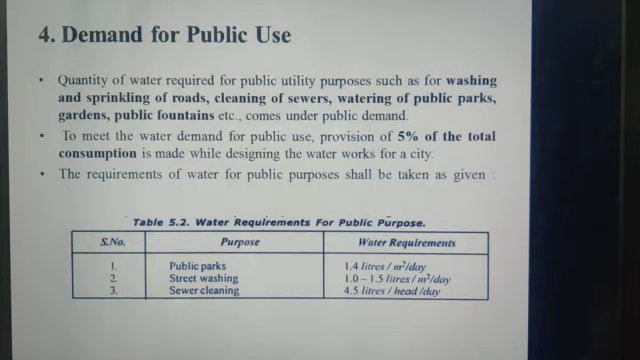 4. Demand for Public Use
• Quantity of water required for public utility purposes such as for washing
and sprinkling of roads, cleaning of sewers, watering of public parks,
gardens, public fountains etc., comes under public demand.
• To meet the water demand for public use, provision of 5% of the total
consumption is made while designing the water works for a city.
• The requirements of water for public purposes shall be taken as given :
Table 5.2. Water Requirements For Public Purpose.
S.No. Purpose Water Requirements
1. Public parks 1.4 litres / m²/day
2. Street washing 1.0 – 1.5 litres / m²/day
3. Sewer cleaning 4.5 litres / head /day